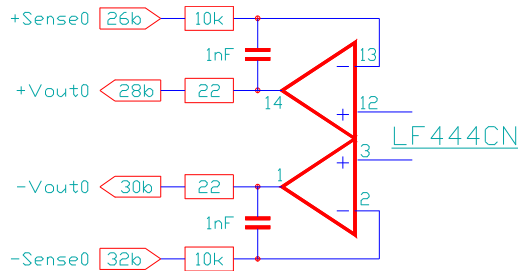 +Sense0 26b 10k
1nF 13
+Vout0 28b 22 14 12
LF444CN
3
-Vout0 30b 22 1
1nF 2
-Sense0 32b 10k